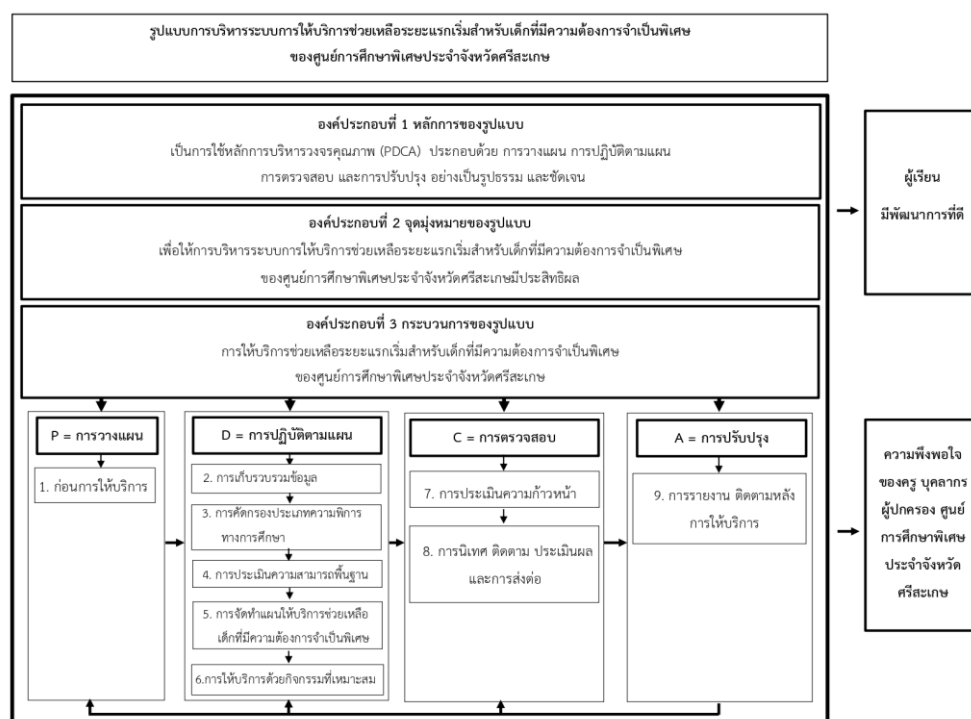 รูปแบบการบริหารระบบการให้บริการช่วยเหลือระยะแรกเริ่มสำหรับเด็กที่มีความต้องการจำเป็นพิเศษ
ของศูนย์การศึกษาพิเศษประจำจังหวัดศรีสะเกษ
องค์ประกอบที่ 1 หลักการของรูปแบบ
เป็นการใช้หลักการบริหารวงจรคุณภาพ (PDCA) ประกอบด้วย การวางแผน การปฏิบัติตามแผน
การตรวจสอบ และการปรับปรุง อย่างเป็นรูปธรรม และชัดเจน
องค์ประกอบที่ 2 จุดมุ่งหมายของรูปแบบ
เพื่อให้การบริหารระบบการให้บริการช่วยเหลือระยะแรกเริ่มสำหรับเด็กที่มีความต้องการจำเป็นพิเศษ
ของศูนย์การศึกษาพิเศษประจำจังหวัดศรีสะเกษมีประสิทธิผล
องค์ประกอบที่ 3 กระบวนการของรูปแบบ
การให้บริการช่วยเหลือระยะแรกเริ่มสำหรับเด็กที่มีความต้องการจำเป็นพิเศษ
ของศูนย์การศึกษาพิเศษประจำจังหวัดศรีสะเกษ
P = การวางแผน
1. ก่อนการให้บริการ
D = การปฏิบัติตามแผน
2. การเก็บรวบรวมข้อมูล
3. การคัดกรองประเภทความพิการ
ทางการศึกษา
4. การประเมินความสามารถพื้นฐาน
5. การจัดทำแผนให้บริการช่วยเหลือ
เด็กที่มีความต้องการจำเป็นพิเศษ
6.การให้บริการด้วยกิจกรรมที่เหมาะสม
C = การตรวจสอบ
7. การประเมินความก้าวหน้า
8. การนิเทศ ติดตาม ประเมินผล
และการส่งต่อ
A = การปรับปรุง
9. การรายงาน ติดตามหลัง
การให้บริการ
ผู้เรียน
มีพัฒนาการที่ดี
ความพึงพอใจ
ของครู บุคลากร
ผู้ปกครอง ศูนย์
การศึกษาพิเศษ
ประจำจังหวัด
ศรีสะเกษ